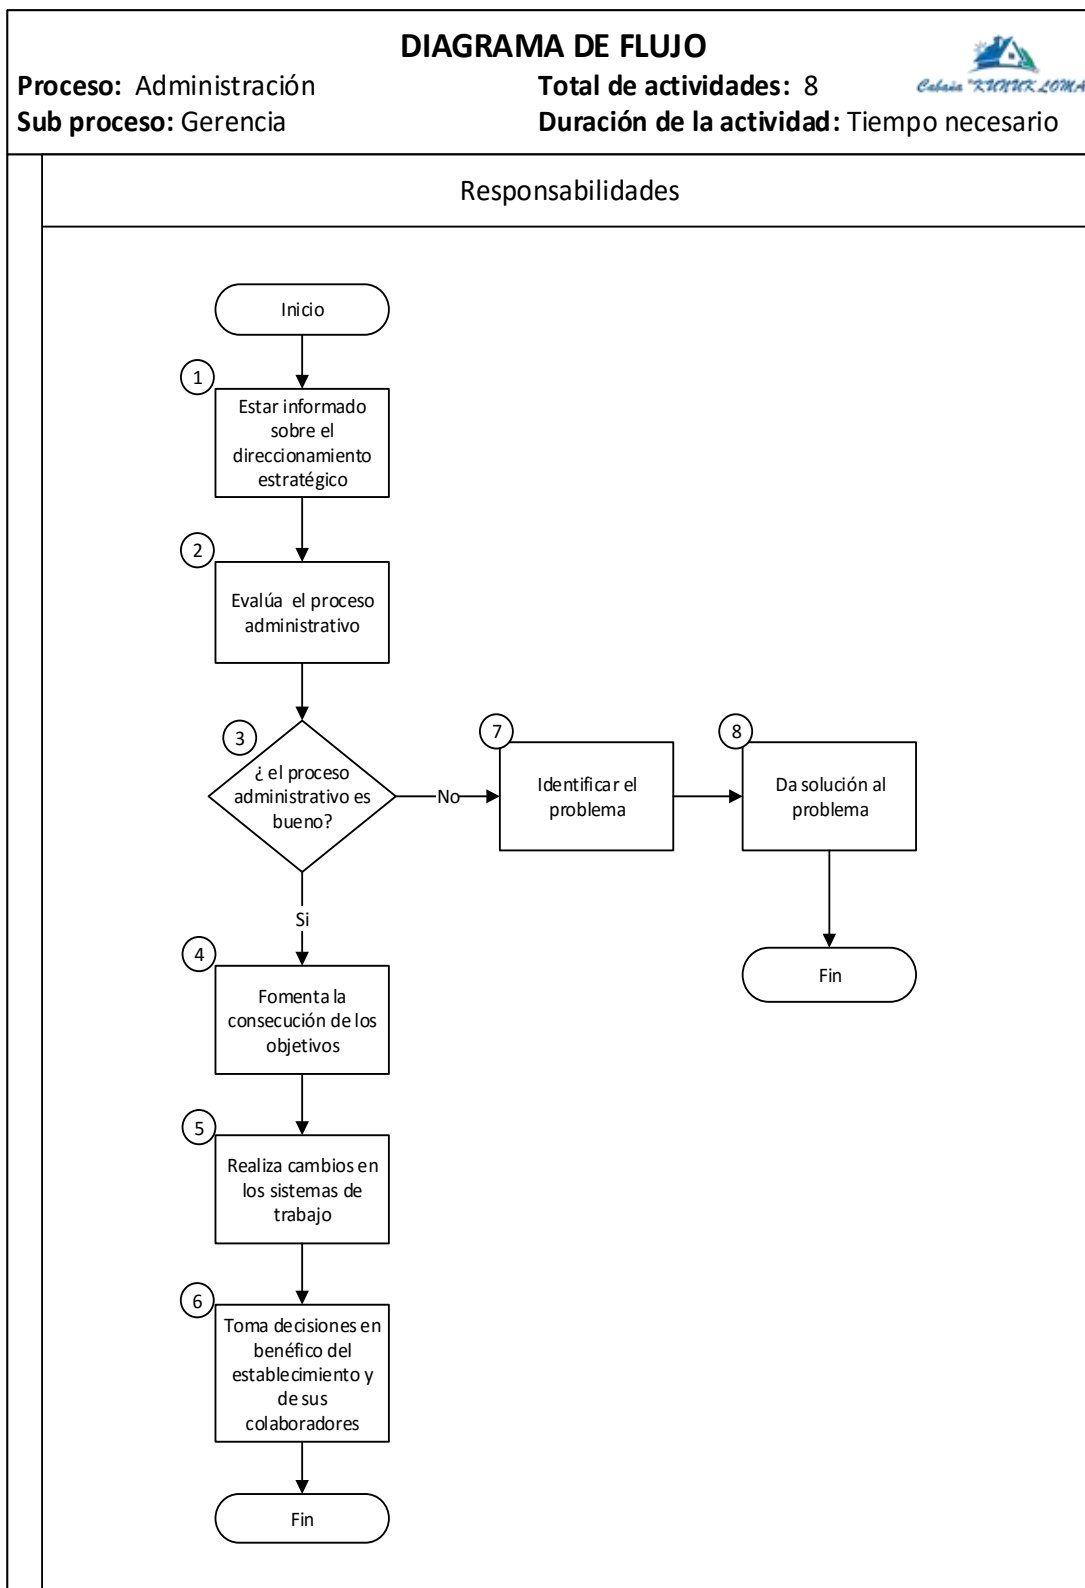 DIAGRAMA DE FLUJO
Proceso: Administración
Total de actividades: 8
Cabaña "KUNUK LOMA
Sub proceso: Gerencia
Duración de la actividad: Tiempo necesario
Responsabilidades
Inicio
1
Estar informado
sobre el
direccionamiento
estratégico
2
Evalúa el proceso
administrativo
3
¿ el proceso
administrativo es
bueno?
No
7
Identificar el
problema
8
Da solución al
problema
Fin
Si
4
Fomenta la
consecución de los
objetivos
5
Realiza cambios en
los sistemas de
trabajo
6
Toma decisiones en
benéfico del
establecimiento y
de sus
colaboradores
Fin